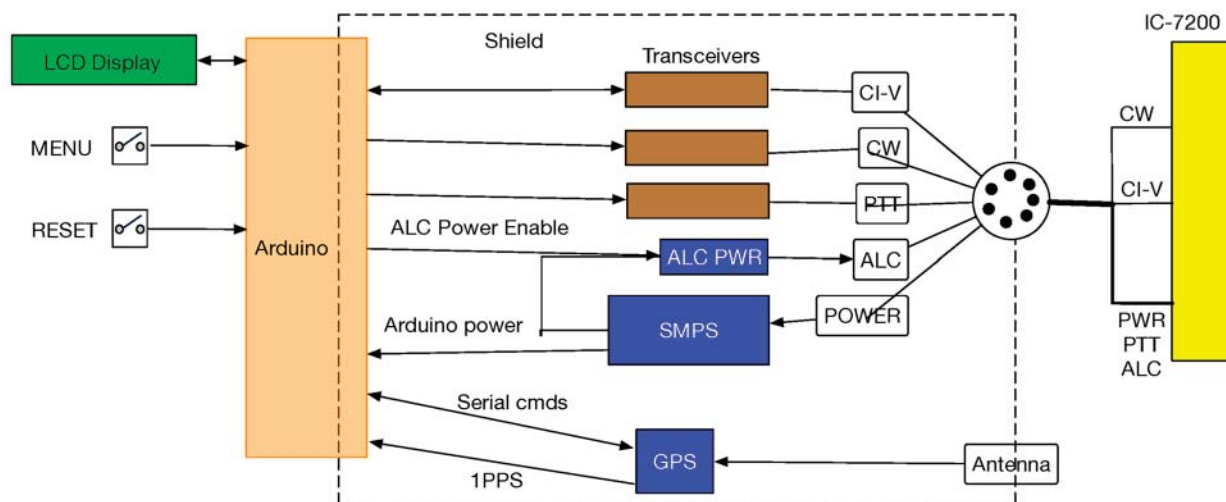 IC-7200
Shield
LCD Display
Transceivers
CI-V
CW
MENU
CW
CI-V
PTT
RESET
ALC Power Enable
Arduino
ALC PWR
ALC
Arduino power
SMPS
POWER
PWR
PTT
ALC
Serial cmds
GPS
Antenna
1PPS